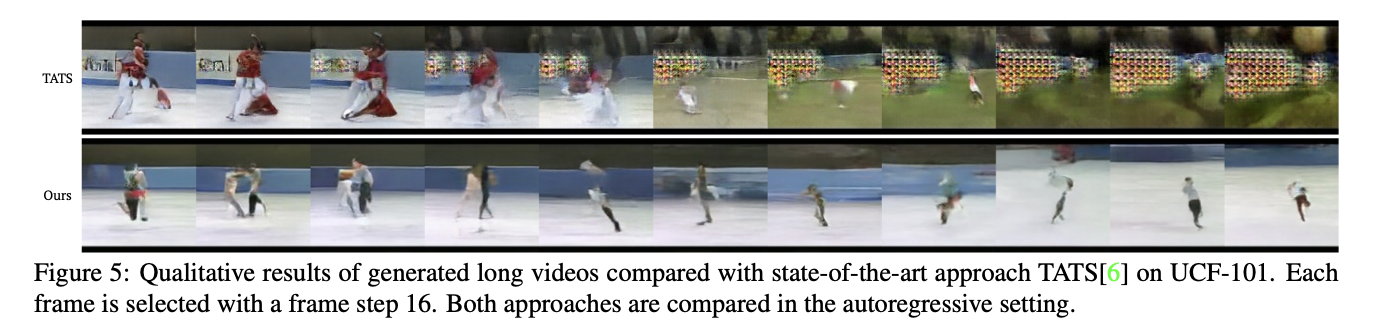 TATS
Ours
Figure 5: Qualitative results of generated long videos compared with state-of-the-art approach TATS[6] on UCF-101. Each
frame is selected with a frame step 16. Both approaches are compared in the autoregressive setting.